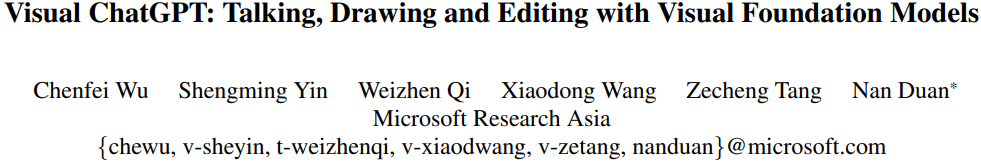 Visual ChatGPT: Talking, Drawing and Editing with Visual Foundation Models
Chenfei Wu Shengming Yin Weizhen Qi Xiaodong Wang Zecheng Tang Nan Duan*
Microsoft Research Asia
{chewu, v-sheyin, t-weizhenqi, v-xiaodwang, v-zetang, nanduan}@microsoft.com